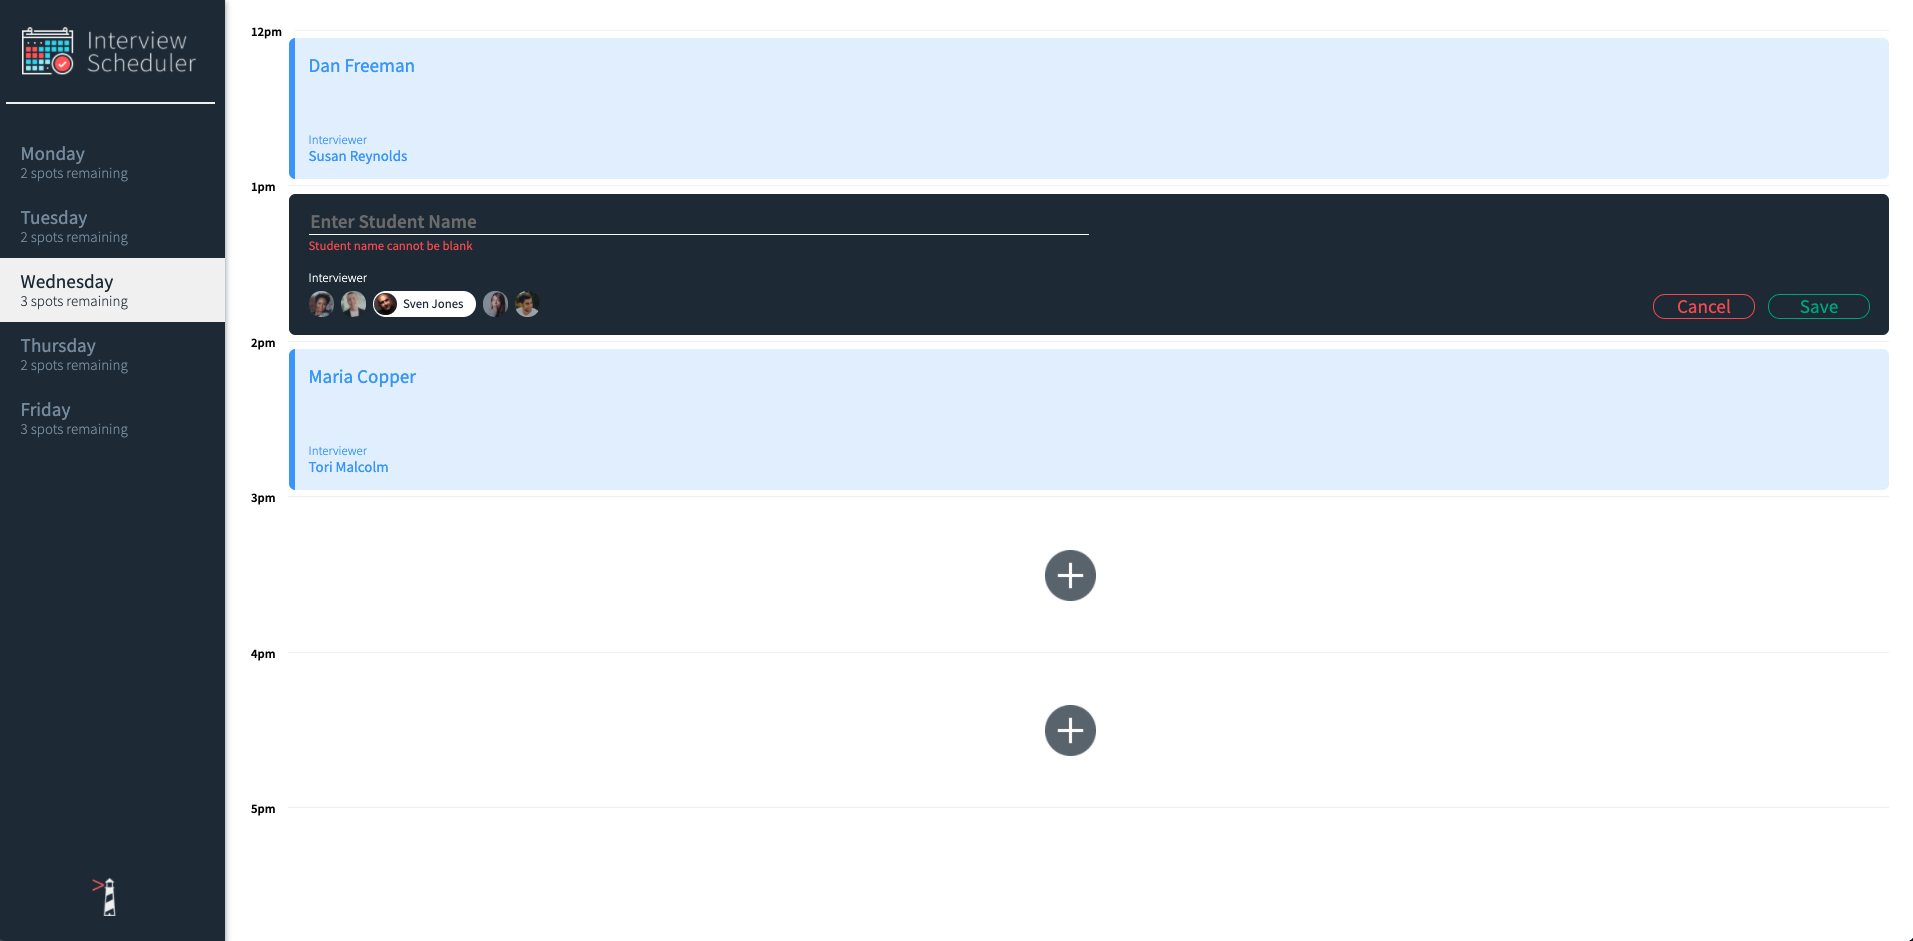 Interview
Scheduler
Monday
2 spots remaining
Tuesday
2 spots remaining
Wednesday
3 spots remaining
Thursday
2 spots remaining
Friday
3 spots remaining
12pm
Dan Freeman
Interviewer
Susan Reynolds
1pm
Enter Student Name
Student name cannot be blank
Interviewer
Sven Jones
Cancel
Save
2pm
Maria Copper
Interviewer
Tori Malcolm
3pm
4pm
5pm